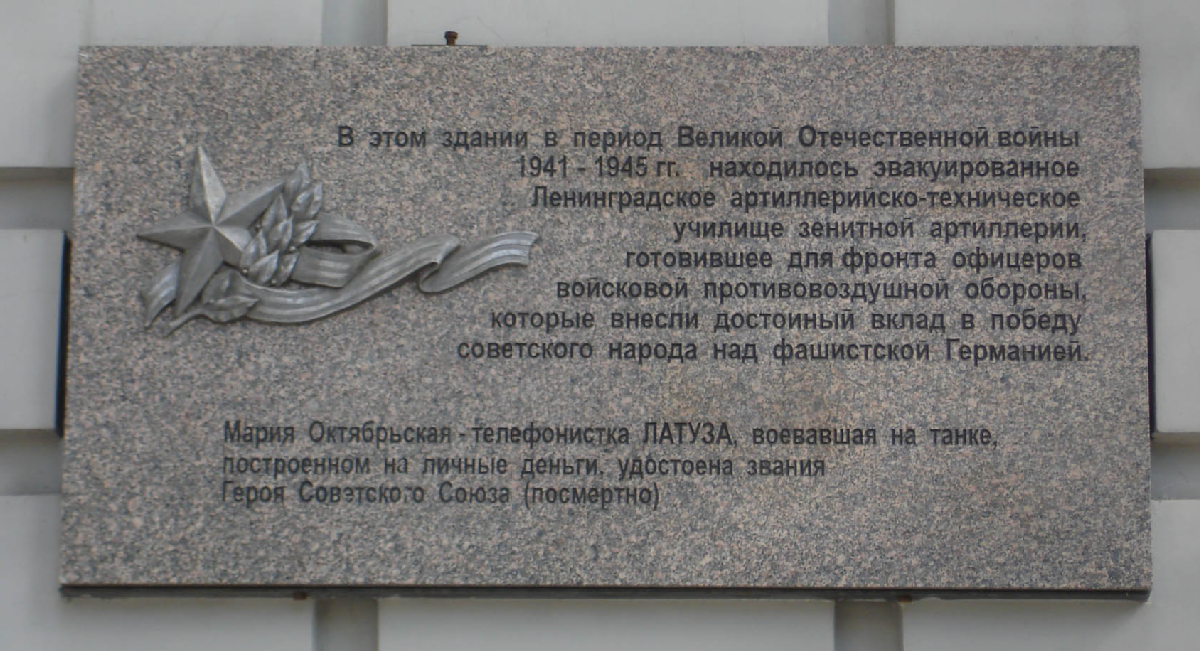 В этом здании в период Великой Отечественной войны
1941 - 1945 гг. находилось эвакуированное
Ленинградское артиллерийско-техническое
училище зенитной артиллерии,
готовившее для фронта офицеров
войсковой противовоздушной обороны,
которые внесли достойный вклад в победу
советского народа над фашистской Германией.
Мария Октябрьская - телефонистка ЛАТУЗА, воевавшая на танке,
построенном на личные деньги, удостоена звания
Героя Советского Союза (посмертно)